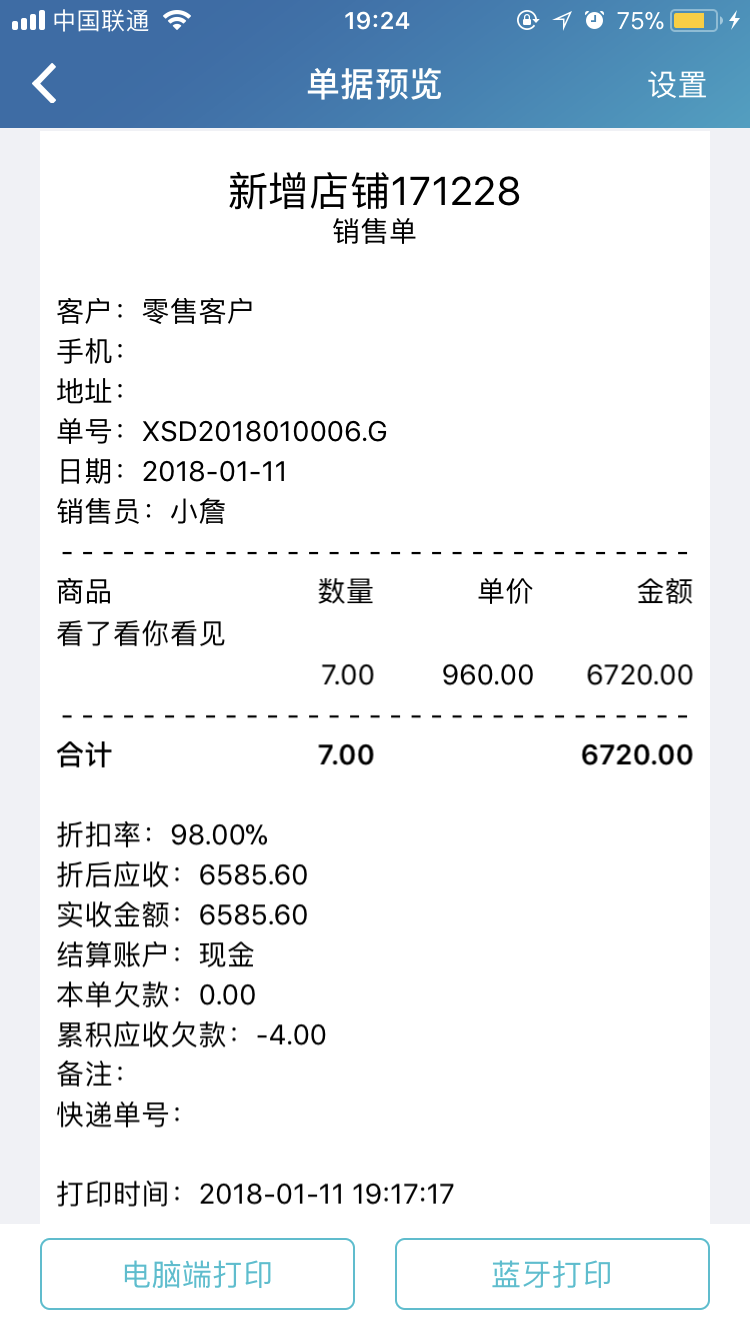 中国联通 19:24 75%
单据预览 设置
新增店铺171228
销售单
客户：零售客户
手机：
地址：
单号：XSD2018010006.G
日期：2018-01-11
销售员：小詹
--------------------------------
商品 数量 单价 金额
看了看你看见
7.00 960.00 6720.00
--------------------------------
合计 7.00 6720.00
折扣率：98.00%
折后应收：6585.60
实收金额：6585.60
结算账户：现金
本单欠款：0.00
累积应收欠款：-4.00
备注：
快递单号：
打印时间：2018-01-11 19:17:17
电脑端打印 蓝牙打印